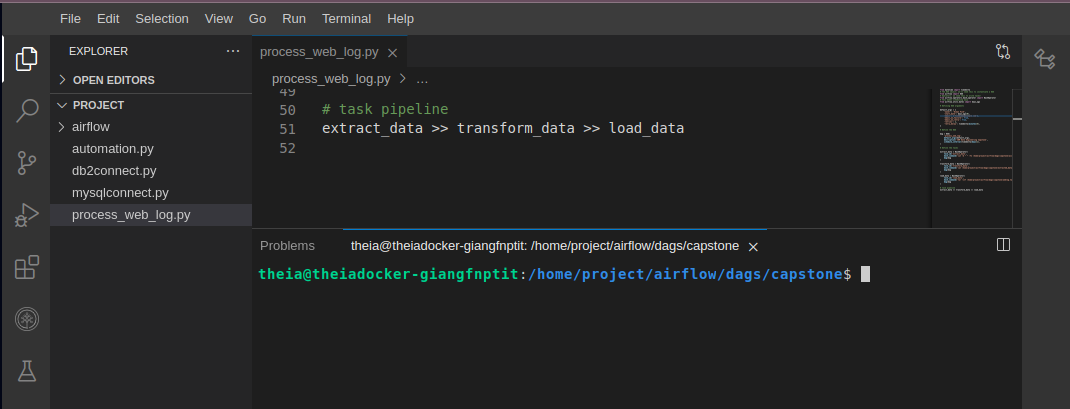 File Edit Selection View Go Run Terminal Help
EXPLORER ...
OPEN EDITORS
PROJECT
airflow
automation.py
db2connect.py
mysqlconnect.py
process_web_log.py
process_web_log.py
process_web_log.py > ...
49
50 # task pipeline
51 extract_data >> transform_data >> load_data
52
Problems theia@theiadocker-giangfnptit: /home/project/airflow/dags/capstone
theia@theiadocker-giangfnptit:/home/project/airflow/dags/capstone$